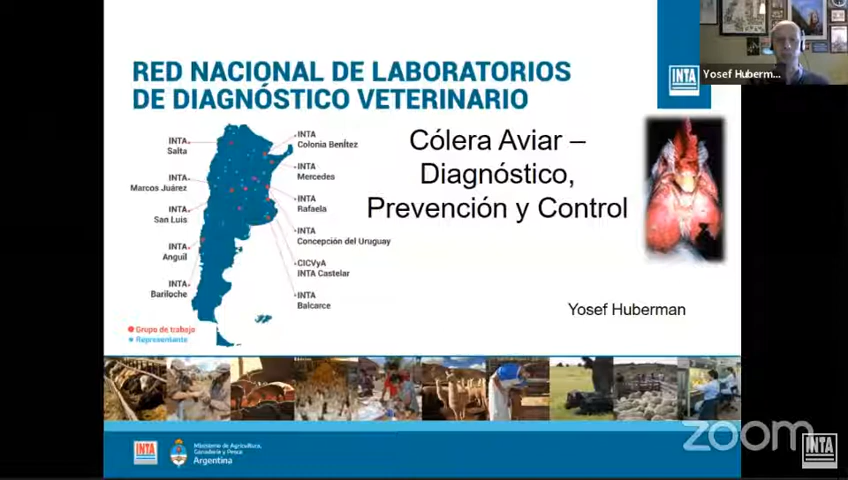 RED NACIONAL DE LABORATORIOS
DE DIAGNÓSTICO VETERINARIO
INTA
Yosef Huberm...
Cólera Aviar –
Diagnóstico,
Prevención y Control
INTA
Salta
INTA
Marcos Juárez
INTA
San Luis
INTA
Anguil
INTA
Bariloche
INTA
Colonia Benítez
INTA
Mercedes
INTA
Rafaela
INTA
Concepción del Uruguay
CICVyA
INTA Castelar
INTA
Balcarce
Yosef Huberman
Grupo de trabajo
Representante
INTA
Ministerio de Agricultura,
Ganadería y Pesca
Argentina
zoom
INTA